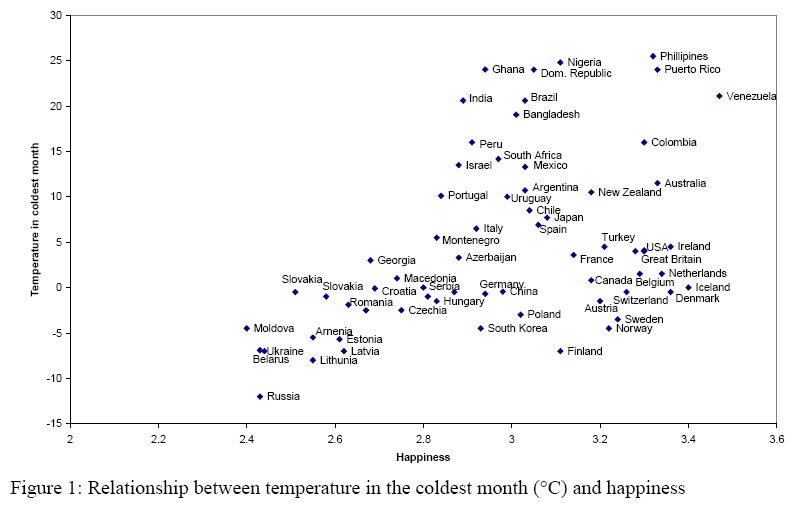 30
25
20
15
10
5
0
-5
-10
-15
Temperature in coldest month
Phillipines
Nigeria
Ghana
Dom. Republic
Puerto Rico
India
Brazil
Venezuela
Bangladesh
Peru
Colombia
South Africa
Israel
Mexico
Australia
Argentina
New Zealand
Portugal
Uruguay
Chile
Japan
Spain
Italy
Montenegro
Turkey
USA
Ireland
Georgia
Azerbaijan
France
Great Britain
Slovakia
Macedonia
Netherlands
Slovakia
Croatia
Serbia
Germany
China
Canada
Belgium
Iceland
Romania
Hungary
Switzerland
Denmark
Czechia
Austria
Moldova
Arnenia
Estonia
South Korea
Poland
Sweden
Norway
Ukraine
Latvia
Finland
Belarus
Lithunia
Russia
2
2.2
2.4
2.6
2.8
3
3.2
3.4
3.6
Happiness
Figure 1: Relationship between temperature in the coldest month (°C) and happiness